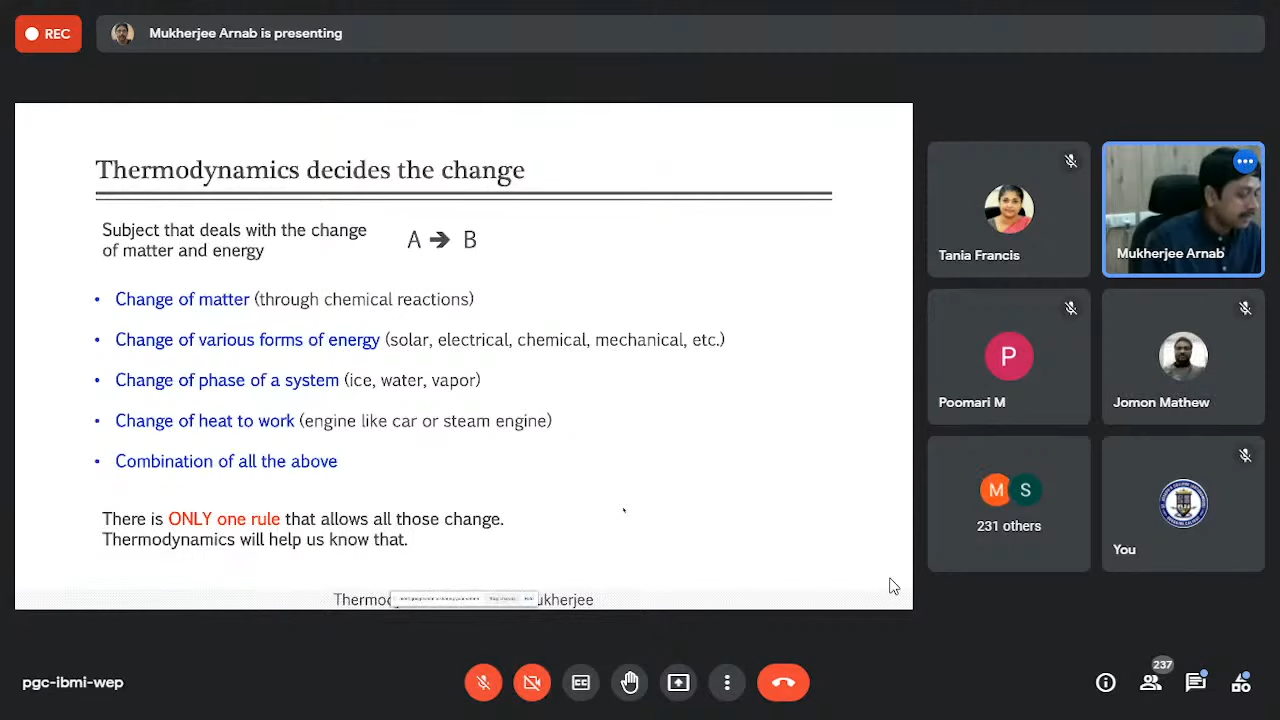 REC
Mukherjee Arnab is presenting
Thermodynamics decides the change
Subject that deals with the change
of matter and energy
A ➔ B
• Change of matter (through chemical reactions)
• Change of various forms of energy (solar, electrical, chemical, mechanical, etc.)
• Change of phase of a system (ice, water, vapor)
• Change of heat to work (engine like car or steam engine)
• Combination of all the above
There is ONLY one rule that allows all those change.
Thermodynamics will help us know that.
Thermo
ukherjee
Tania Francis
Mukherjee Arnab
P
Poomari M
Jomon Mathew
M S
231 others
You
pgc-ibmi-wep
CC
237